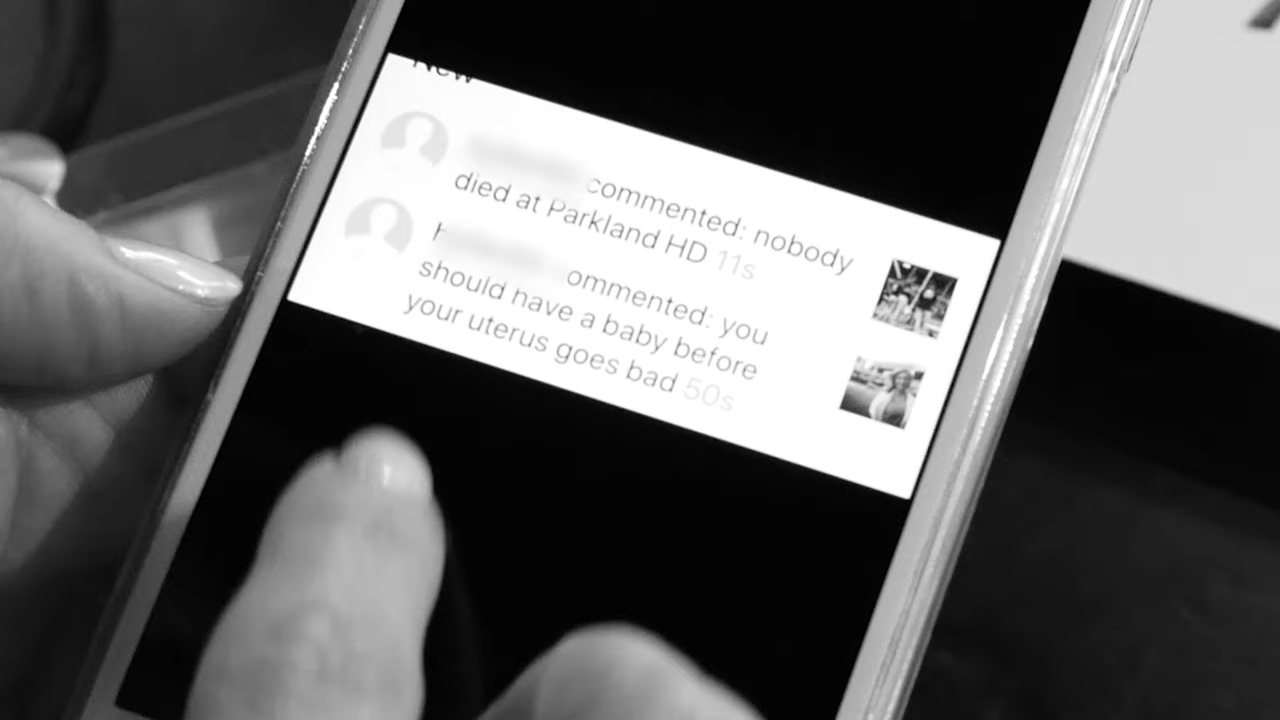 New
commented: nobody
died at Parkland HD 11s
ommented: you
should have a baby before
your uterus goes bad 50s